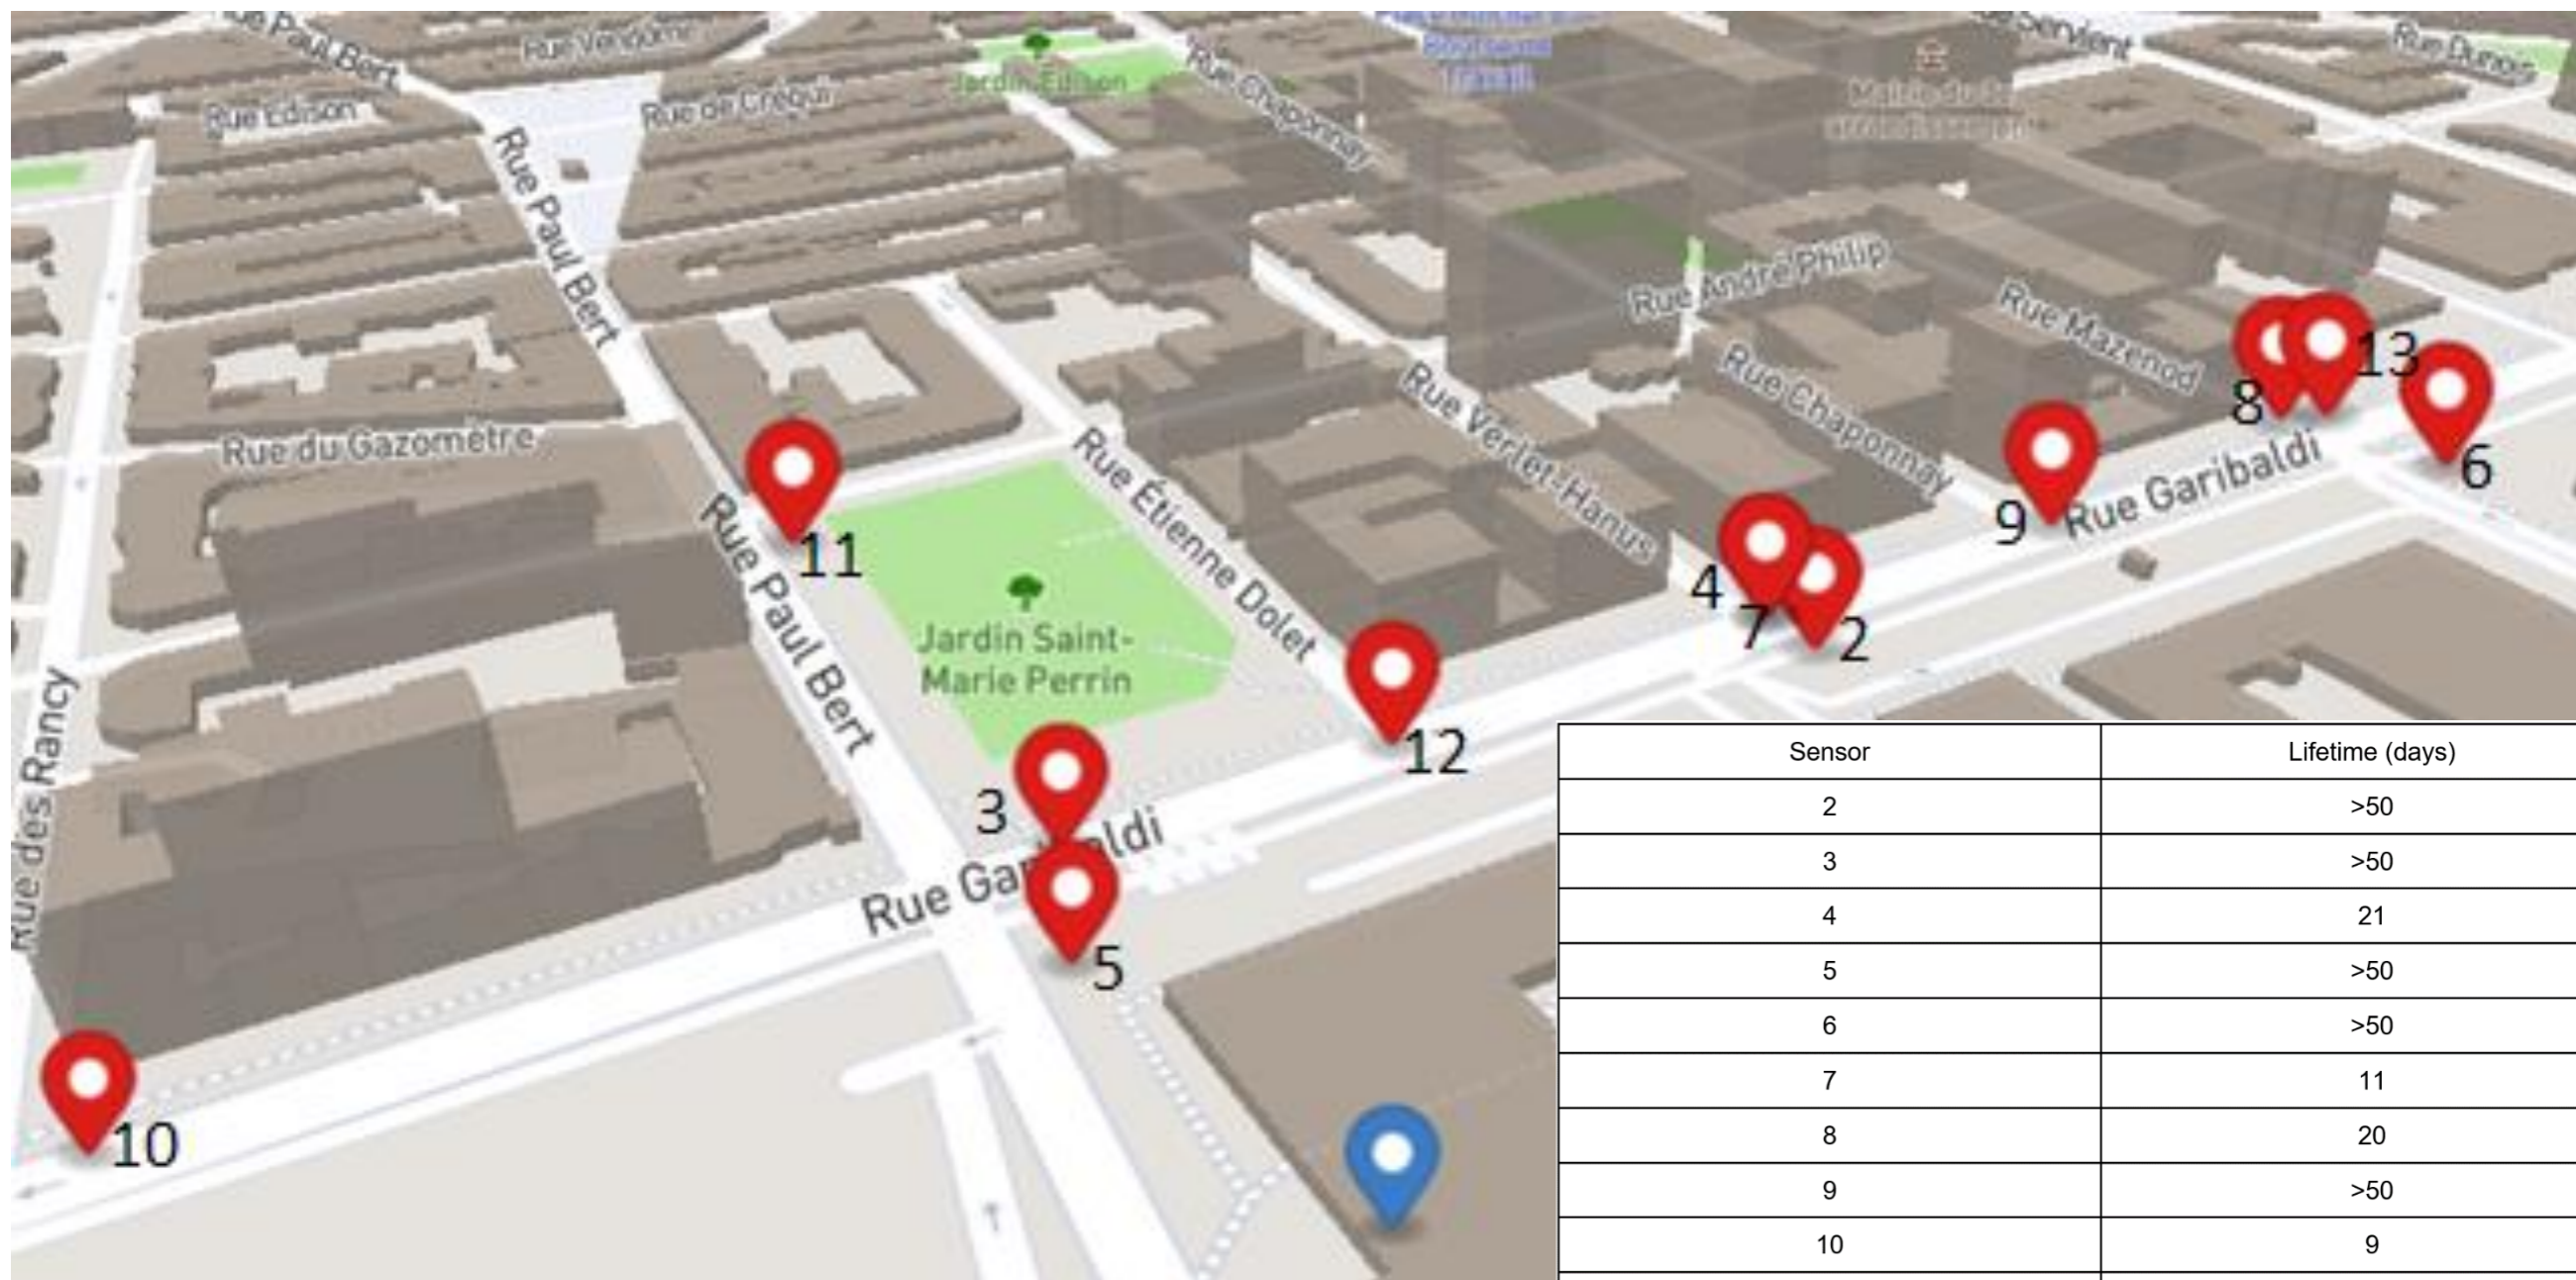 Rue Paul Bert
Rue Vendôme
Rue Edison
Rue de Créqui
Jardin Edison
Rue Chaponnay
Bourse du
Travail
Servient
Rue Dunois
Rue Paul Bert
Rue André Philip
Rue Mazenod
Rue du Gazomètre
Rue Étienne Dolet
Rue Verlet-Hanus
Rue Chaponnay
8
13
6
9
Rue Garibaldi
11
Rue Paul Bert
4
7
2
Jardin Saint-
Marie Perrin
12
3
Rue Garibaldi
5
Rue des Rancy
10
Sensor Lifetime (days)
2 >50
3 >50
4 21
5 >50
6 >50
7 11
8 20
9 >50
10 9